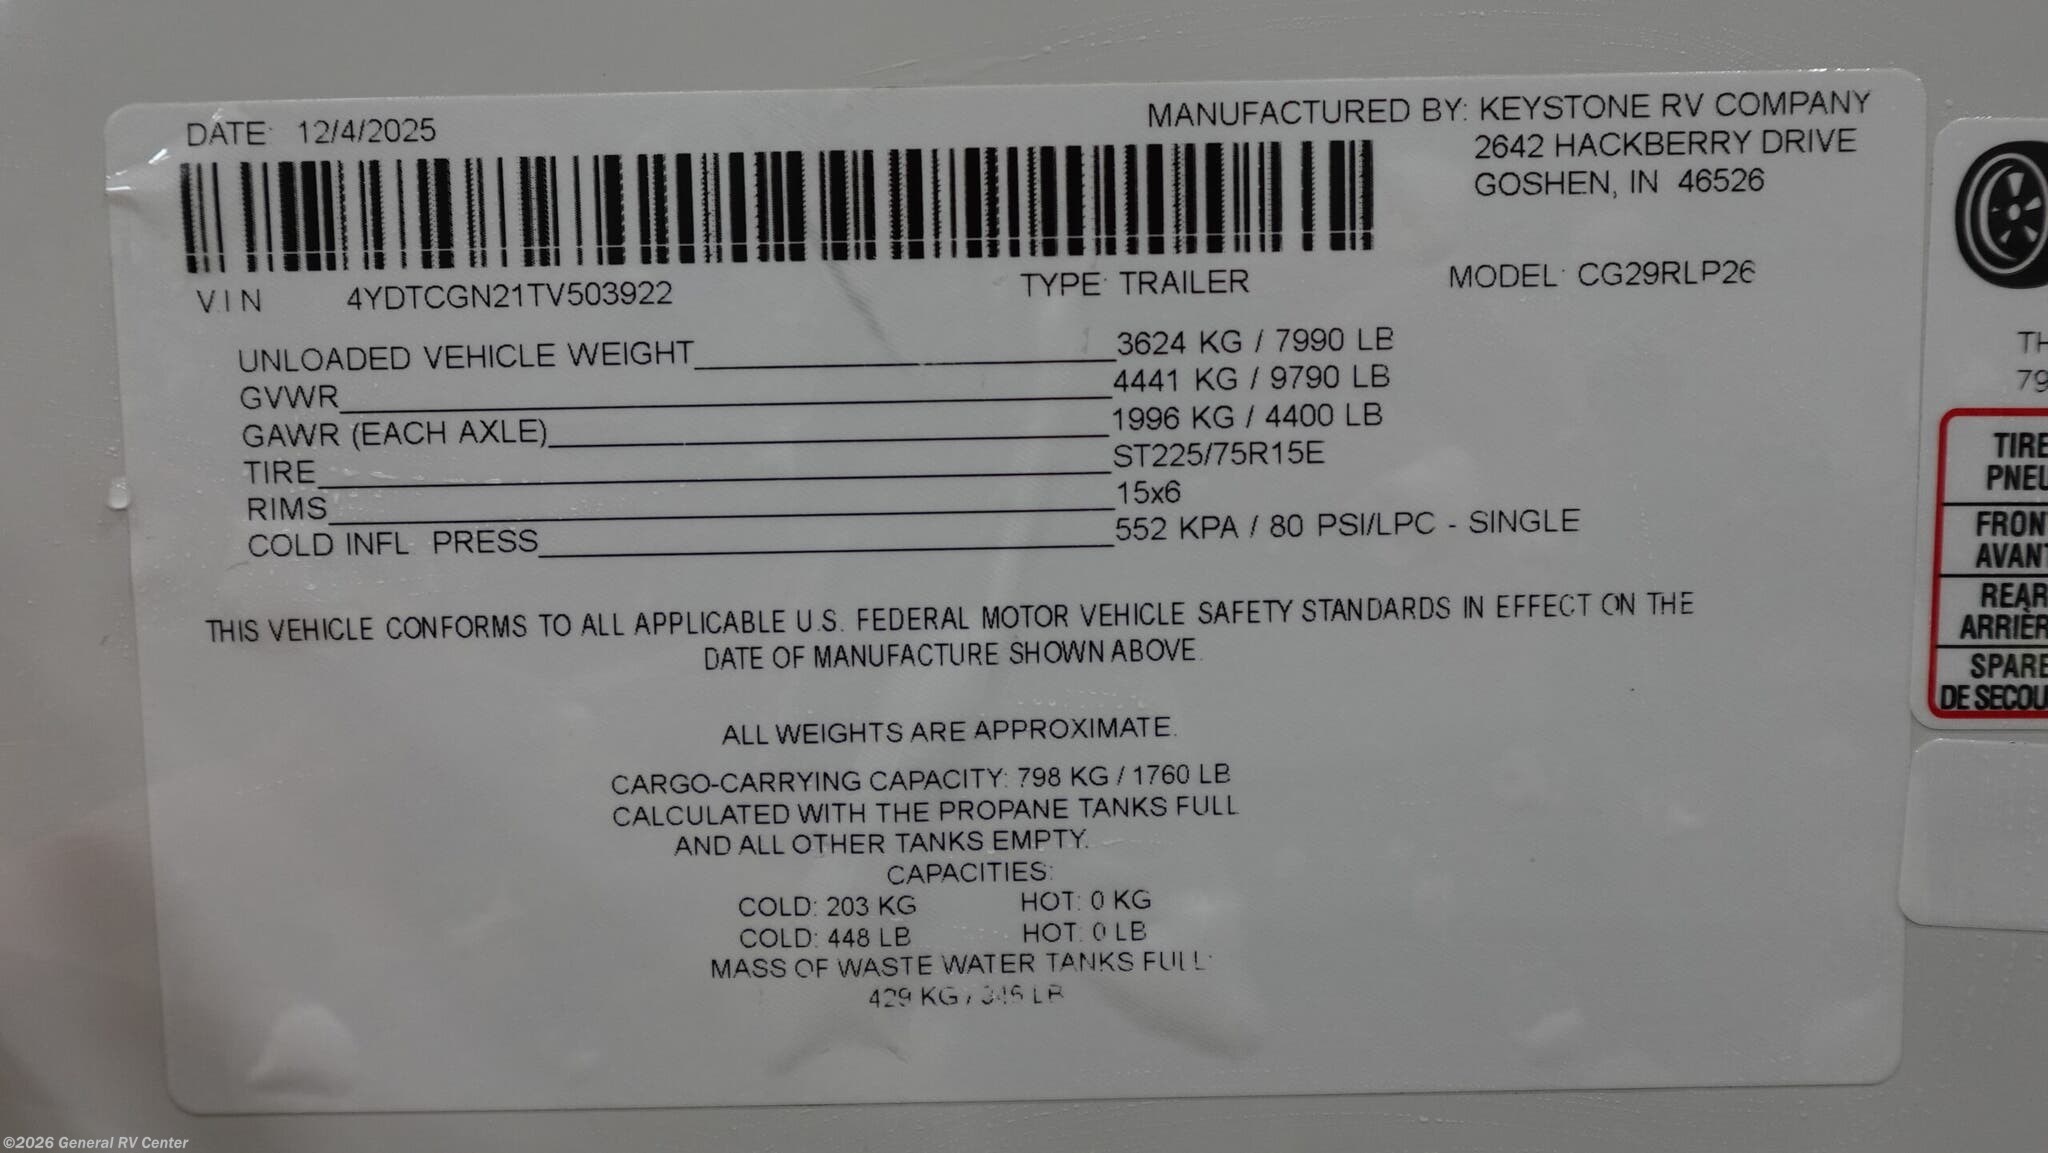 DATE: 12/4/2025
MANUFACTURED BY: KEYSTONE RV COMPANY
2642 HACKBERRY DRIVE
GOSHEN, IN 46526
V.I.N 4YDTCGN21TV503922 TYPE: TRAILER MODEL: CG29RLP26
UNLOADED VEHICLE WEIGHT 3624 KG / 7990 LB
GVWR 4441 KG / 9790 LB
GAWR (EACH AXLE) 1996 KG / 4400 LB
TIRE ST225/75R15E
RIMS 15x6
COLD INFL PRESS 552 KPA / 80 PSI/LPC - SINGLE
THIS VEHICLE CONFORMS TO ALL APPLICABLE U.S. FEDERAL MOTOR VEHICLE SAFETY STANDARDS IN EFFECT ON THE
DATE OF MANUFACTURE SHOWN ABOVE.
ALL WEIGHTS ARE APPROXIMATE.
CARGO-CARRYING CAPACITY: 798 KG / 1760 LB
CALCULATED WITH THE PROPANE TANKS FULL
AND ALL OTHER TANKS EMPTY.
CAPACITIES:
COLD: 203 KG HOT: 0 KG
COLD: 448 LB HOT: 0 LB
MASS OF WASTE WATER TANKS FULL:
429 KG / LB
TH
79
TIRE
PNEU
FRONT
AVANT
REAR
ARRIÈR
SPARE
DE SECOU
©2026 General RV Center